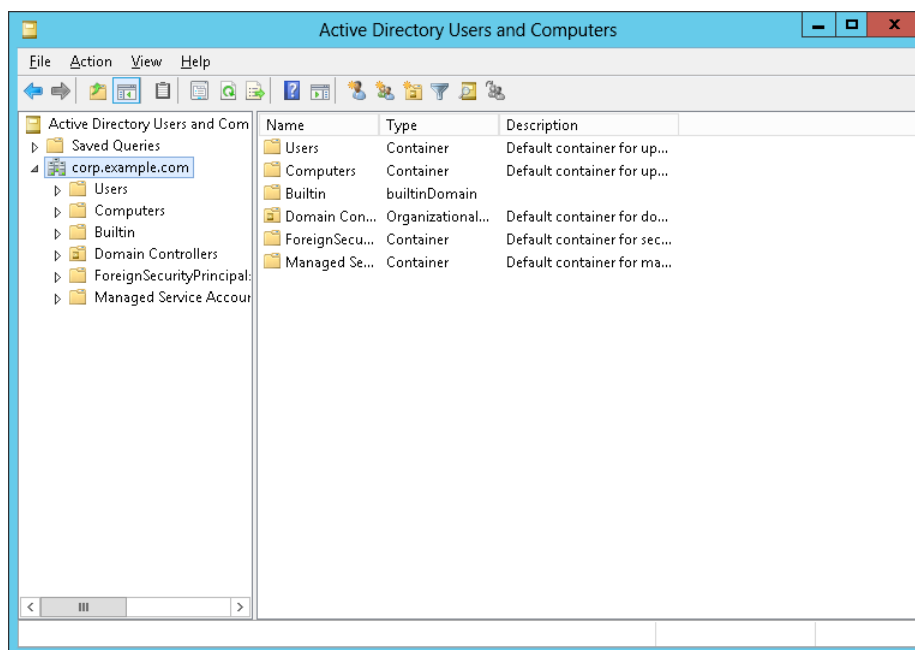 Active Directory Users and Computers
File Action View Help
Active Directory Users and Com
Saved Queries
corp.example.com
Users
Computers
Builtin
Domain Controllers
ForeignSecurityPrincipal
Managed Service Accour
Name Type Description
Users Container Default container for up...
Computers Container Default container for up...
Builtin builtinDomain
Domain Con... Organizational... Default container for do...
ForeignSecu... Container Default container for sec...
Managed Se... Container Default container for ma...